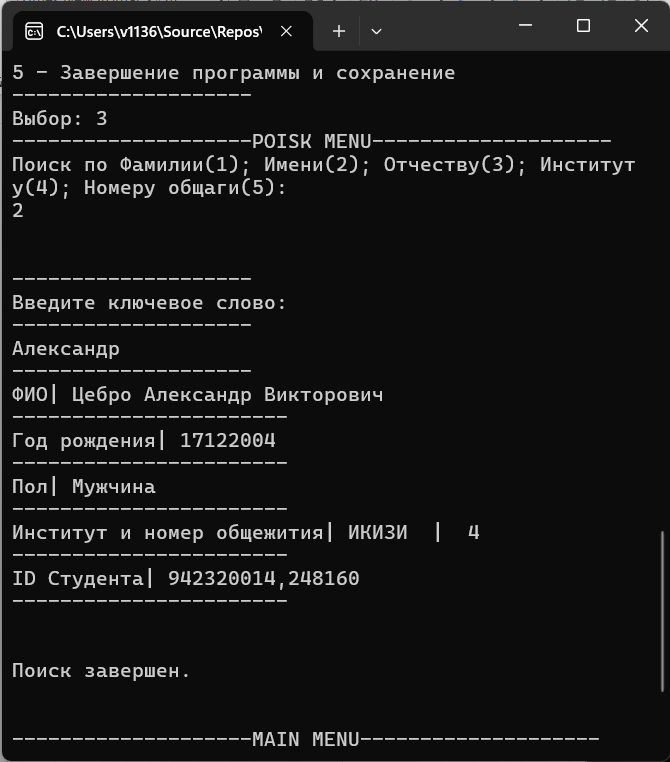 C:\Users\v1136\Source\Repos\
5 - Завершение программы и сохранение
--------------------
Выбор: 3
--------------------POISK MENU--------------------
Поиск по Фамилии(1); Имени(2); Отчеству(3); Институт
у(4); Номеру общаги(5):
2
--------------------
Введите ключевое слово:
--------------------
Александр
--------------------
ФИО| Цебро Александр Викторович
-----------------------
Год рождения| 17122004
-----------------------
Пол| Мужчина
-----------------------
Институт и номер общежития| ИКИЗИ  |  4
-----------------------
ID Студента| 942320014,248160
-----------------------
Поиск завершен.
--------------------MAIN MENU--------------------